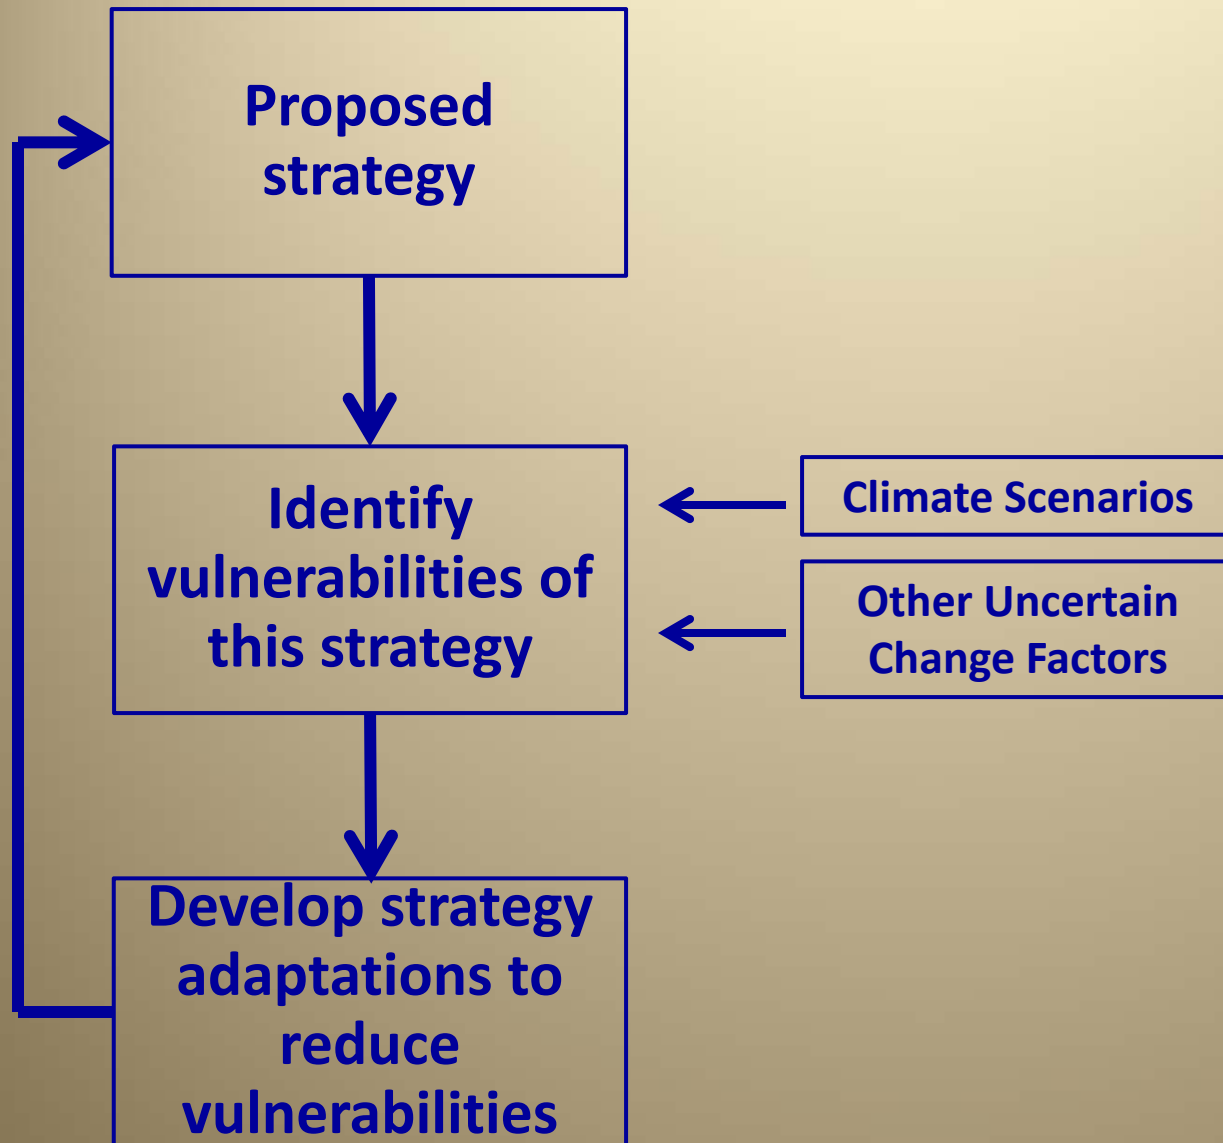 Proposed
strategy
Identify
vulnerabilities of
this strategy
Climate Scenarios
Other Uncertain
Change Factors
Develop strategy
adaptations to
reduce
vulnerabilities